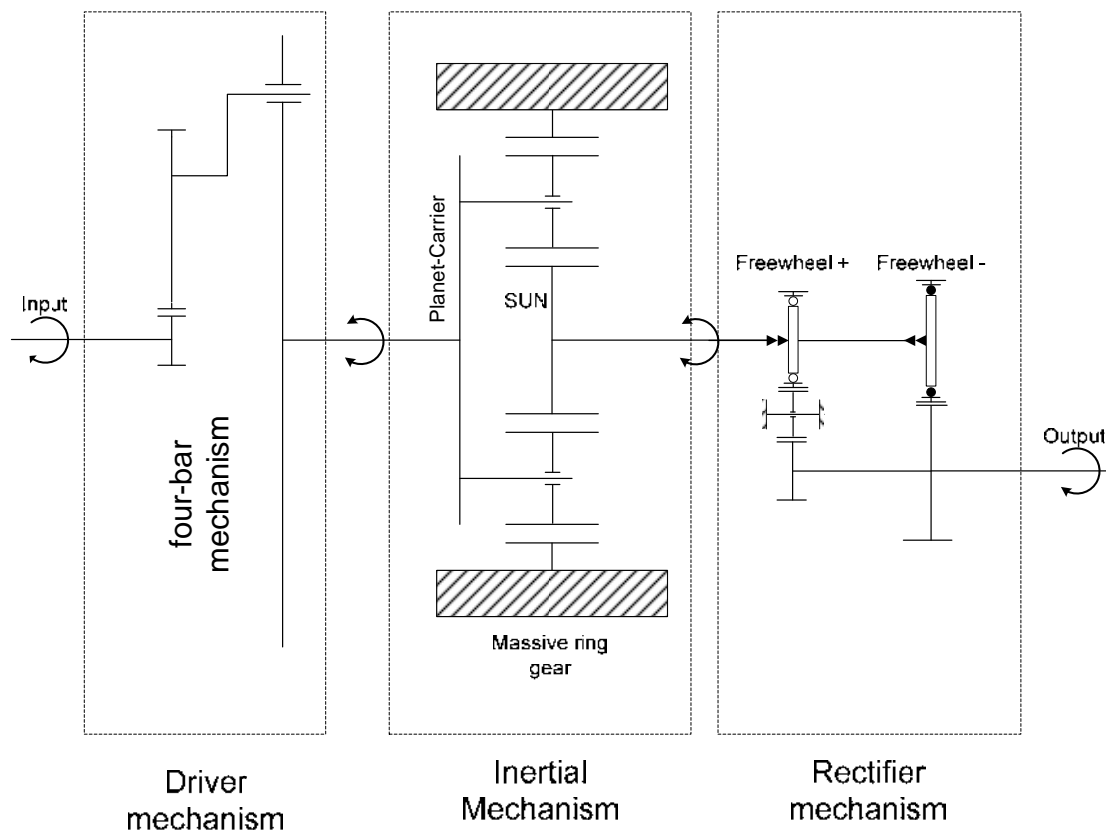 Input
four-bar
mechanism
Driver
mechanism
Planet-Carrier
SUN
Massive ring
gear
Inertial
Mechanism
Freewheel +
Freewheel -
Output
Rectifier
mechanism